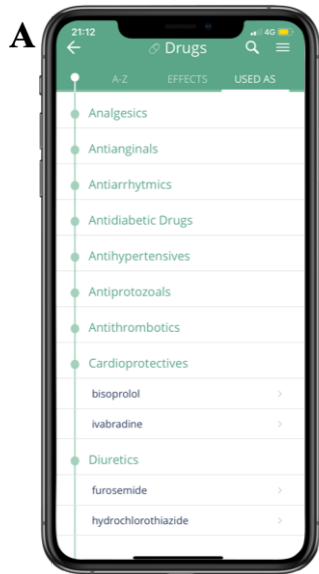 A
21:12
4G
Drugs
A-Z EFFECTS USED AS
Analgesics
Antianginals
Antiarrhytmics
Antidiabetic Drugs
Antihypertensives
Antiprotozoals
Antithrombotics
Cardioprotectives
bisoprolol
ivabradine
Diuretics
furosemide
hydrochlorothiazide